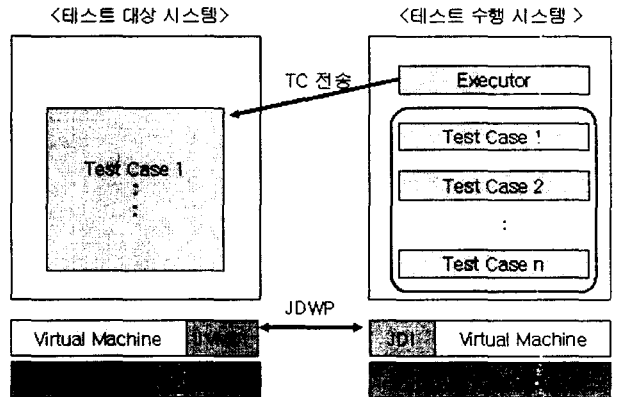 <테스트 대상 시스템>
<테스트 수행 시스템 >
TC 전송
Executor
Test Case 1
Test Case 1
Test Case 2
:
Test Case n
JDWP
Virtual Machine
JDI
Virtual Machine